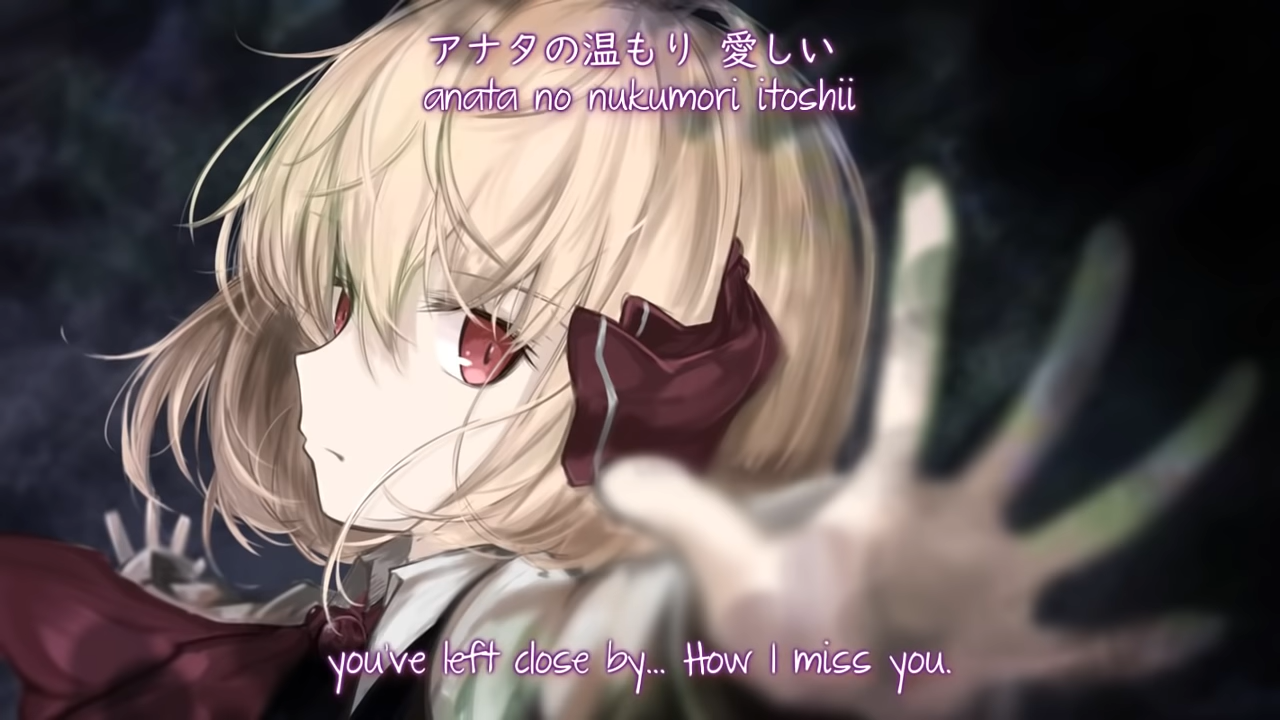 アナタの温もり 愛しい
anata no nukumori itoshii
you've left close by... How I miss you.